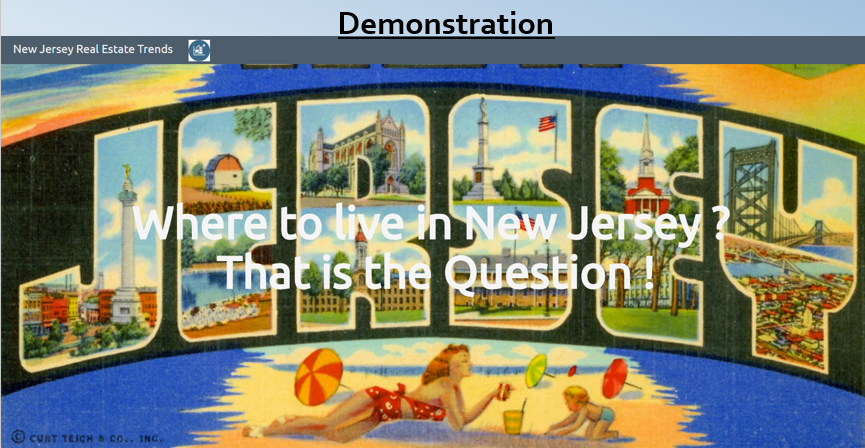 Demonstration
New Jersey Real Estate Trends
JERSEY
Where to live in New Jersey ?
That is the Question !
© CURT TEICH & CO., INC.